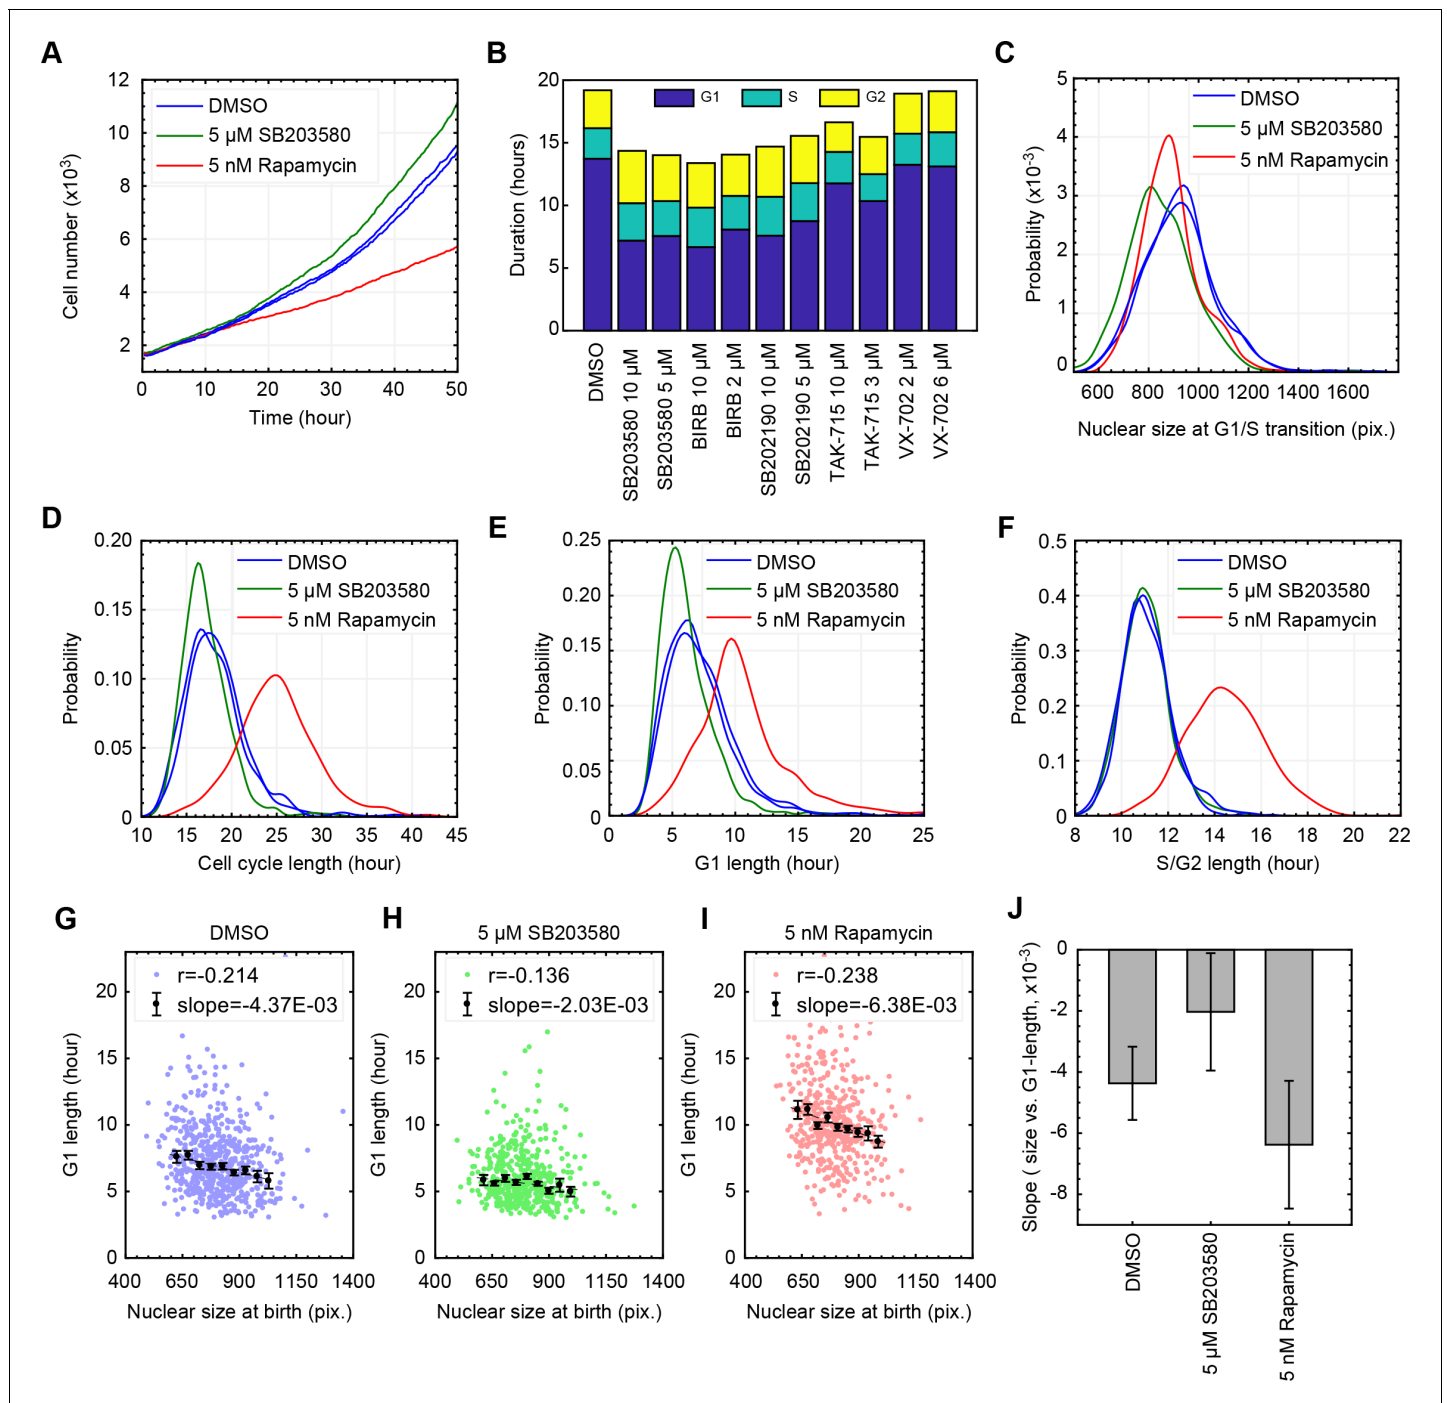 A
Cell number (x10³)
12
10
8
6
4
2
DMSO
5 µM SB203580
5 nM Rapamycin
0 10 20 30 40 50
Time (hour)
B
Duration (hours)
20
15
10
5
0
G1 S G2
DMSO
SB203580 10 µM
SB203580 5 µM
BIRB 10 µM
BIRB 2 µM
SB202190 10 µM
SB202190 5 µM
TAK-715 10 µM
TAK-715 3 µM
VX-702 2 µM
VX-702 6 µM
C
Probability (x10⁻³)
5
4
3
2
1
0
DMSO
5 µM SB203580
5 nM Rapamycin
600 800 1000 1200 1400 1600
Nuclear size at G1/S transition (pix.)
D
Probability
0.20
0.15
0.10
0.05
0
DMSO
5 µM SB203580
5 nM Rapamycin
10 15 20 25 30 35 40 45
Cell cycle length (hour)
E
Probability
0.25
0.20
0.15
0.10
0.05
0
DMSO
5 µM SB203580
5 nM Rapamycin
0 5 10 15 20 25
G1 length (hour)
F
Probability
0.5
0.4
0.3
0.2
0.1
0
DMSO
5 µM SB203580
5 nM Rapamycin
8 10 12 14 16 18 20 22
S/G2 length (hour)
G
DMSO
G1 length (hour)
20
15
10
5
0
r=-0.214
slope=-4.37E-03
400 650 900 1150 1400
Nuclear size at birth (pix.)
H
5 µM SB203580
G1 length (hour)
20
15
10
5
0
r=-0.136
slope=-2.03E-03
400 650 900 1150 1400
Nuclear size at birth (pix.)
I
5 nM Rapamycin
G1 length (hour)
20
15
10
5
0
r=-0.238
slope=-6.38E-03
400 650 900 1150 1400
Nuclear size at birth (pix.)
J
Slope ( size vs. G1-length, x10⁻³)
0
-2
-4
-6
-8
DMSO
5 µM SB203580
5 nM Rapamycin